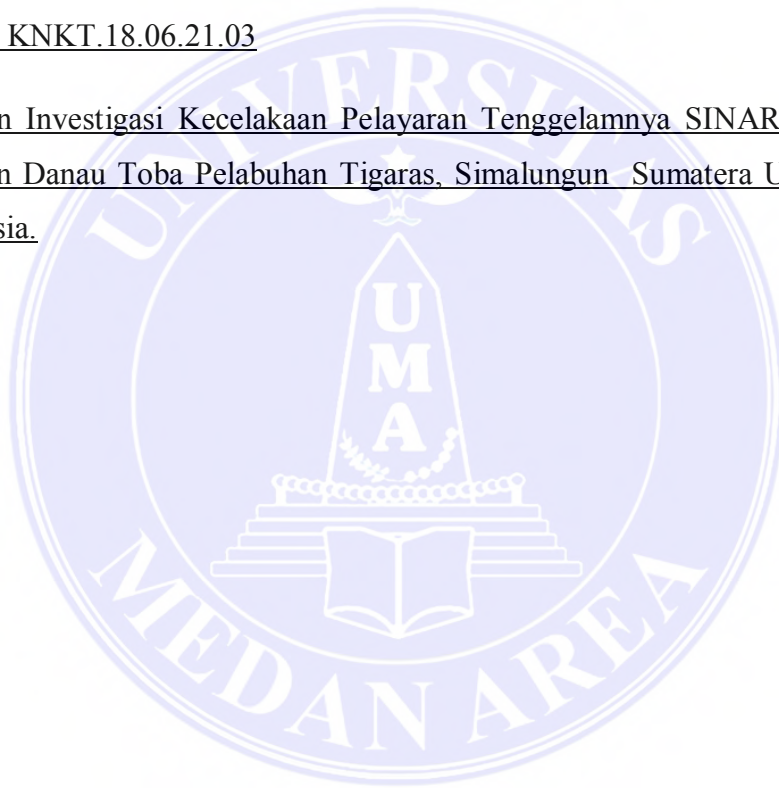 KNKT.18.06.21.03
n Investigasi Kecelakaan Pelayaran Tenggelamnya SINAR
n Danau Toba Pelabuhan Tigaras, Simalungun Sumatera U
sia.
UNIVERSITAS
UMA
MEDAN AREA